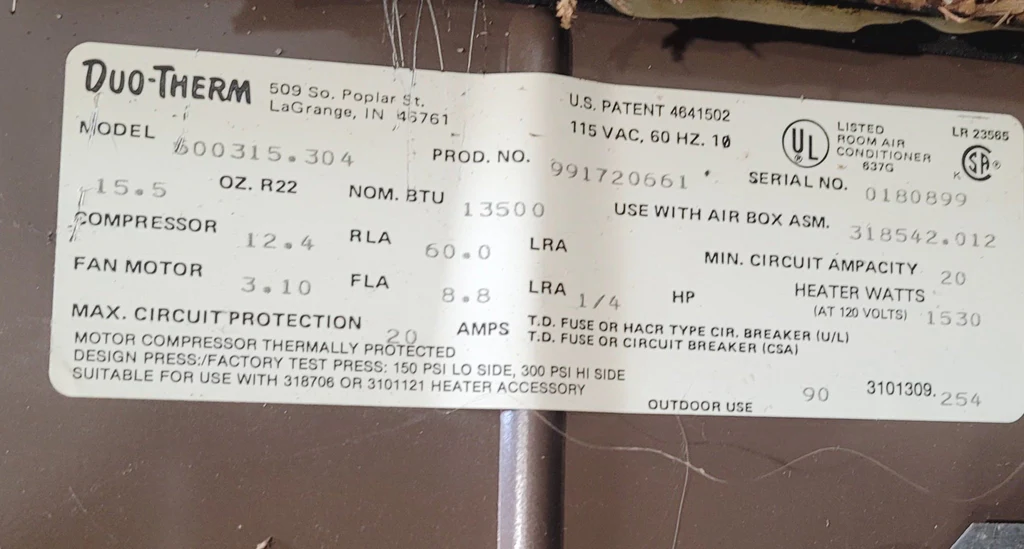 DUO-THERM 509 So. Poplar St. U.S. PATENT 4641502
LaGrange, IN 46761 115 VAC, 60 HZ. 1Ø UL ® LISTED ROOM AIR CONDITIONER 637G LR 23565
MODEL 600315.304 PROD. NO. 991720661 SERIAL NO. 0180899 SA ®
15.5 OZ. R22 NOM. BTU 13500 USE WITH AIR BOX ASM. 318542.012
COMPRESSOR 12.4 RLA 60.0 LRA MIN. CIRCUIT AMPACITY 20
FAN MOTOR 3.10 FLA 8.8 LRA 1/4 HP HEATER WATTS 1530
(AT 120 VOLTS)
MAX. CIRCUIT PROTECTION 20 AMPS T.D. FUSE OR HACR TYPE CIR. BREAKER (U/L)
T.D. FUSE OR CIRCUIT BREAKER (CSA)
MOTOR COMPRESSOR THERMALLY PROTECTED
DESIGN PRESS:/FACTORY TEST PRESS: 150 PSI LO SIDE, 300 PSI HI SIDE
SUITABLE FOR USE WITH 318706 OR 3101121 HEATER ACCESSORY
OUTDOOR USE 90 3101309.254